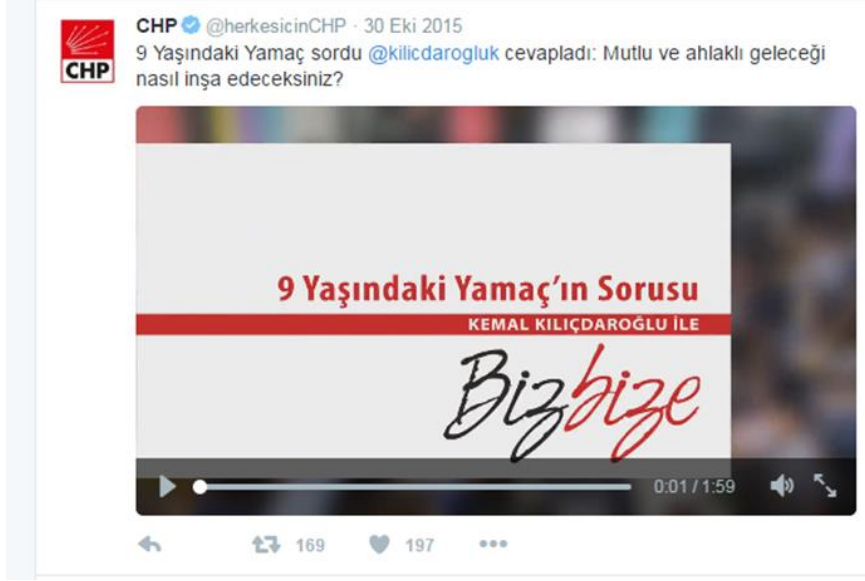 CHP @herkesicinCHP · 30 Eki 2015
9 Yaşındaki Yamaç sordu @kilicdarogluk cevapladı: Mutlu ve ahlaklı geleceği
nasıl inşa edeceksiniz?
CHP
9 Yaşındaki Yamaç'ın Sorusu
KEMAL KILIÇDAROĞLU İLE
Bizbize
0:01 / 1:59
169 197